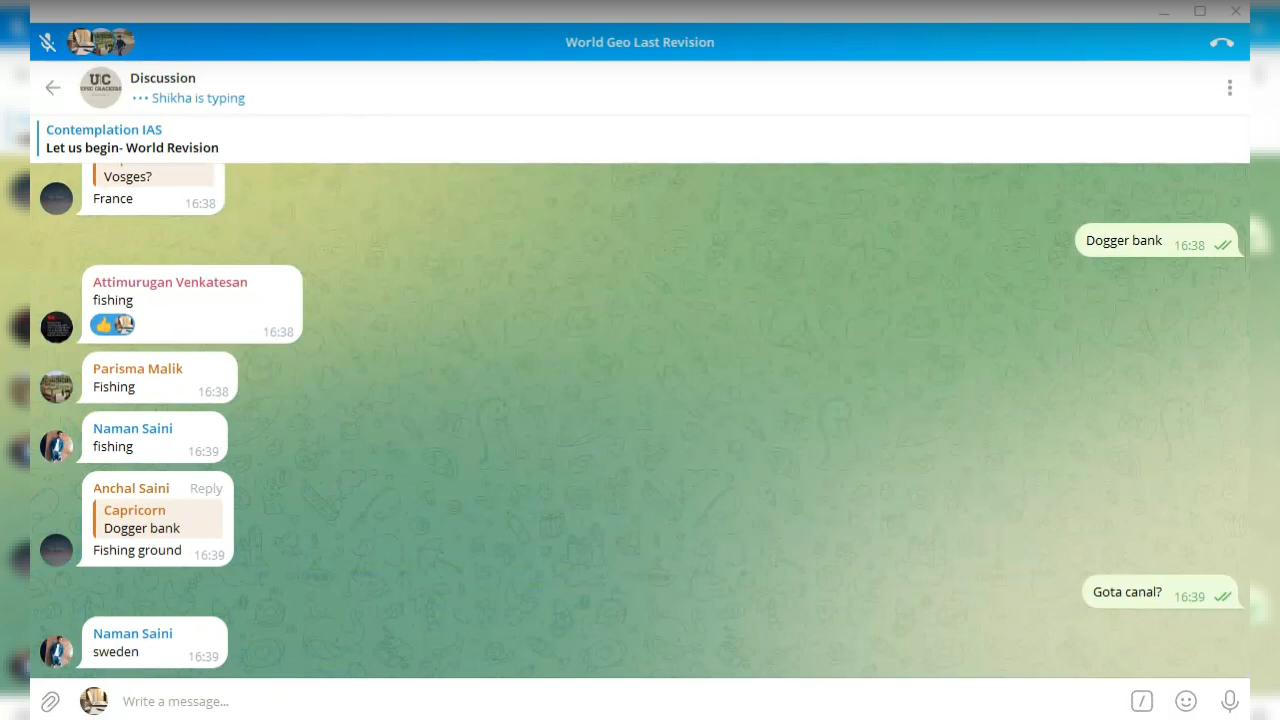 World Geo Last Revision
Discussion
Shikha is typing
Contemplation IAS
Let us begin- World Revision
Vosges?
France
16:38
Dogger bank
16:38
Attimurugan Venkatesan
fishing
16:38
Parisma Malik
Fishing
16:38
Naman Saini
fishing
16:39
Anchal Saini Reply
Capricorn
Dogger bank
Fishing ground
16:39
Gota canal?
16:39
Naman Saini
sweden
16:39
Write a message...